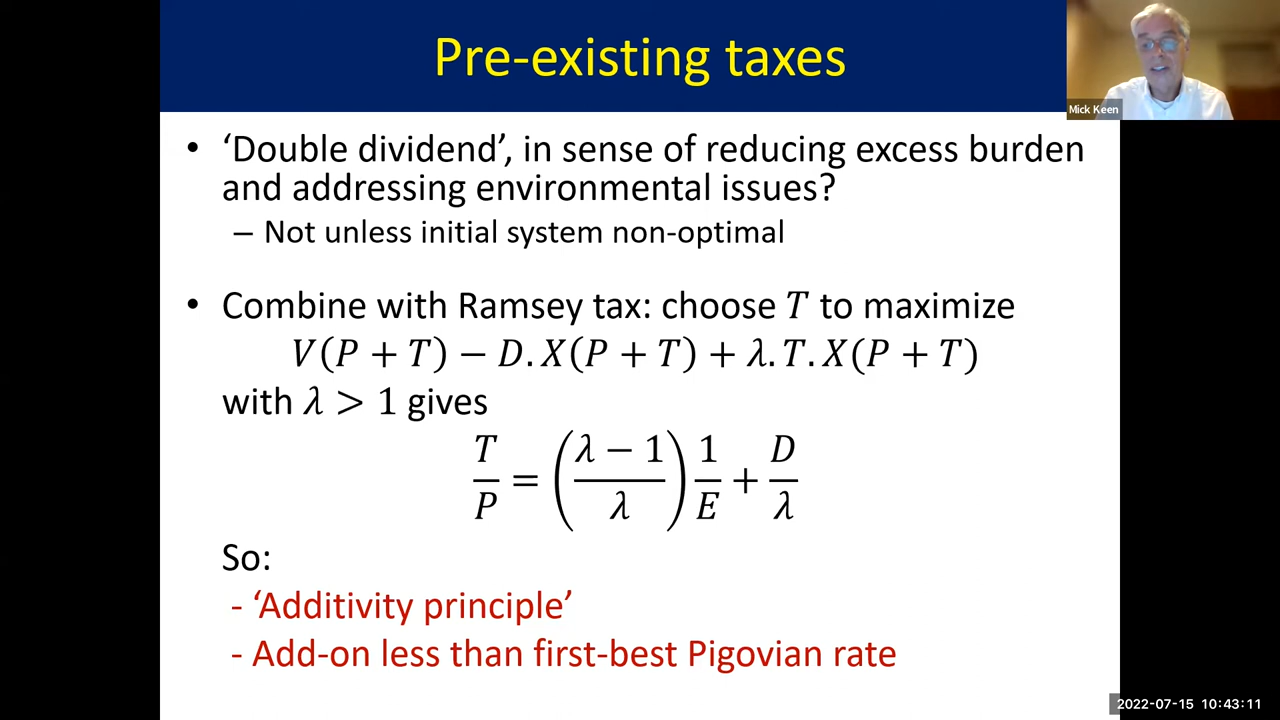 Pre-existing taxes
Mick Keen
• ‘Double dividend’, in sense of reducing excess burden
and addressing environmental issues?
– Not unless initial system non-optimal
• Combine with Ramsey tax: choose 𝑇 to maximize
𝑉(𝑃 + 𝑇) − 𝐷. 𝑋(𝑃 + 𝑇) + 𝜆. 𝑇. 𝑋(𝑃 + 𝑇)
with 𝜆 > 1 gives
𝑇/𝑃 = ((𝜆 − 1)/𝜆) 1/𝐸 + 𝐷/𝜆
So:
- ‘Additivity principle’
- Add-on less than first-best Pigovian rate
2022-07-15 10:43:11